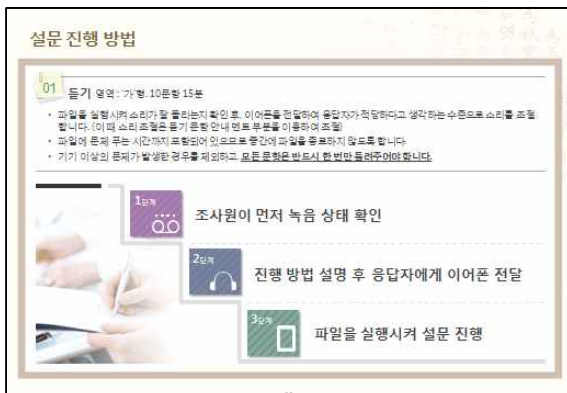 설문 진행 방법
01 듣기 영역 : '가'형. 10문항 15분
• 파일을 실행시켜 소리가 잘 들리는지 확인 후, 이어폰을 전달하여 응답자가 적당하다고 생각하는 수준으로 소리를 조절
합니다. (이 때 소리 조절은 듣기 문항 안내 멘트 부분을 이용하여 조절)
• 파일에 문제 푸는 시간까지 포함되어 있으므로 중간에 파일을 종료하지 않도록 합니다.
• 기기 이상의 문제가 발생한 경우를 제외하고, 모든 문항은 반드시 한 번만 들려주어야 합니다.
1단계
조사원이 먼저 녹음 상태 확인
2단계
진행 방법 설명 후 응답자에게 이어폰 전달
3단계
파일을 실행시켜 설문 진행